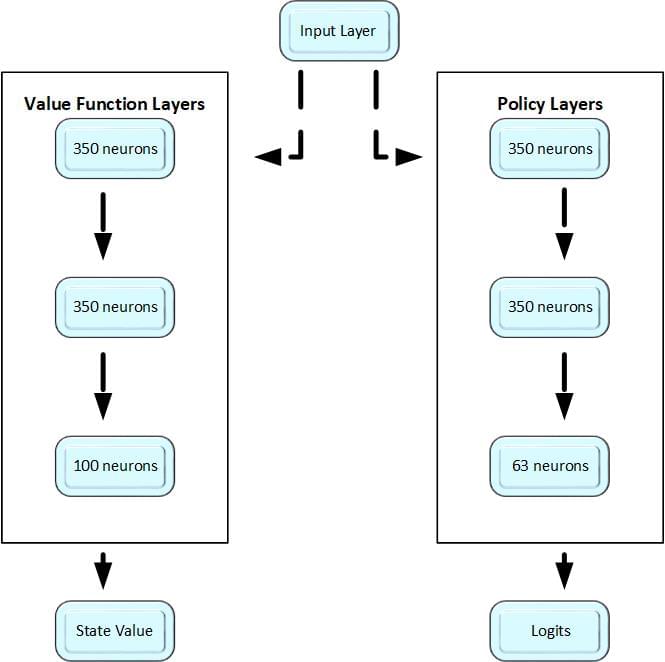 Input Layer
Value Function Layers
350 neurons
350 neurons
100 neurons
State Value
Policy Layers
350 neurons
350 neurons
63 neurons
Logits